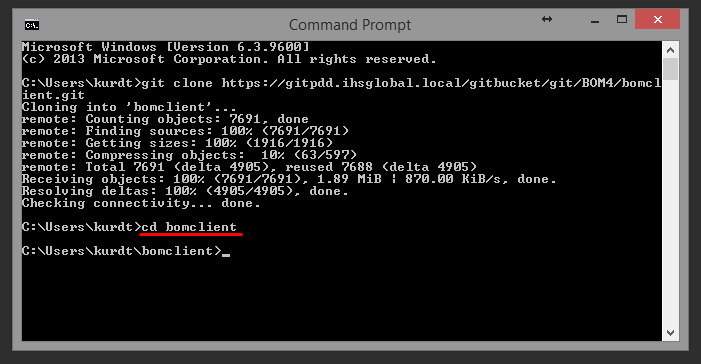 Command Prompt
Microsoft Windows [Version 6.3.9600]
(c) 2013 Microsoft Corporation. All rights reserved.
C:\Users\kurdt>git clone https://gitpdd.ihsglobal.local/gitbucket/git/BOM4/bomcl
ient.git
Cloning into 'bomclient'...
remote: Counting objects: 7691, done
remote: Finding sources: 100% (7691/7691)
remote: Getting sizes: 100% (1916/1916)
remote: Compressing objects:  10% (63/597)
remote: Total 7691 (delta 4905), reused 7688 (delta 4905)
Receiving objects: 100% (7691/7691), 1.89 MiB ¦ 870.00 KiB/s, done.
Resolving deltas: 100% (4905/4905), done.
Checking connectivity... done.
C:\Users\kurdt>cd bomclient
C:\Users\kurdt\bomclient>_